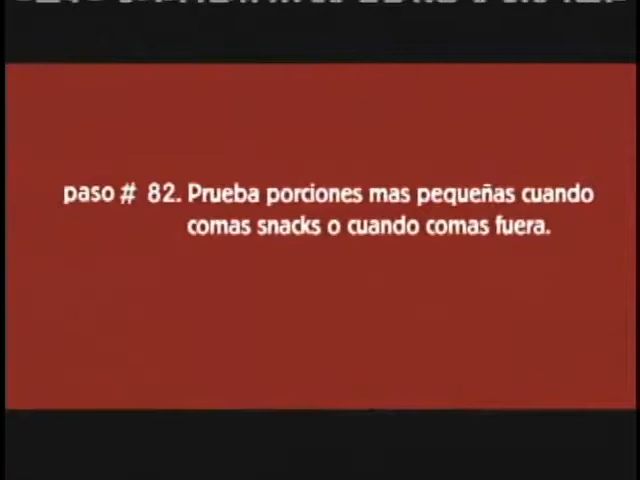 paso # 82. Prueba porciones mas pequeñas cuando
comas snacks o cuando comas fuera.